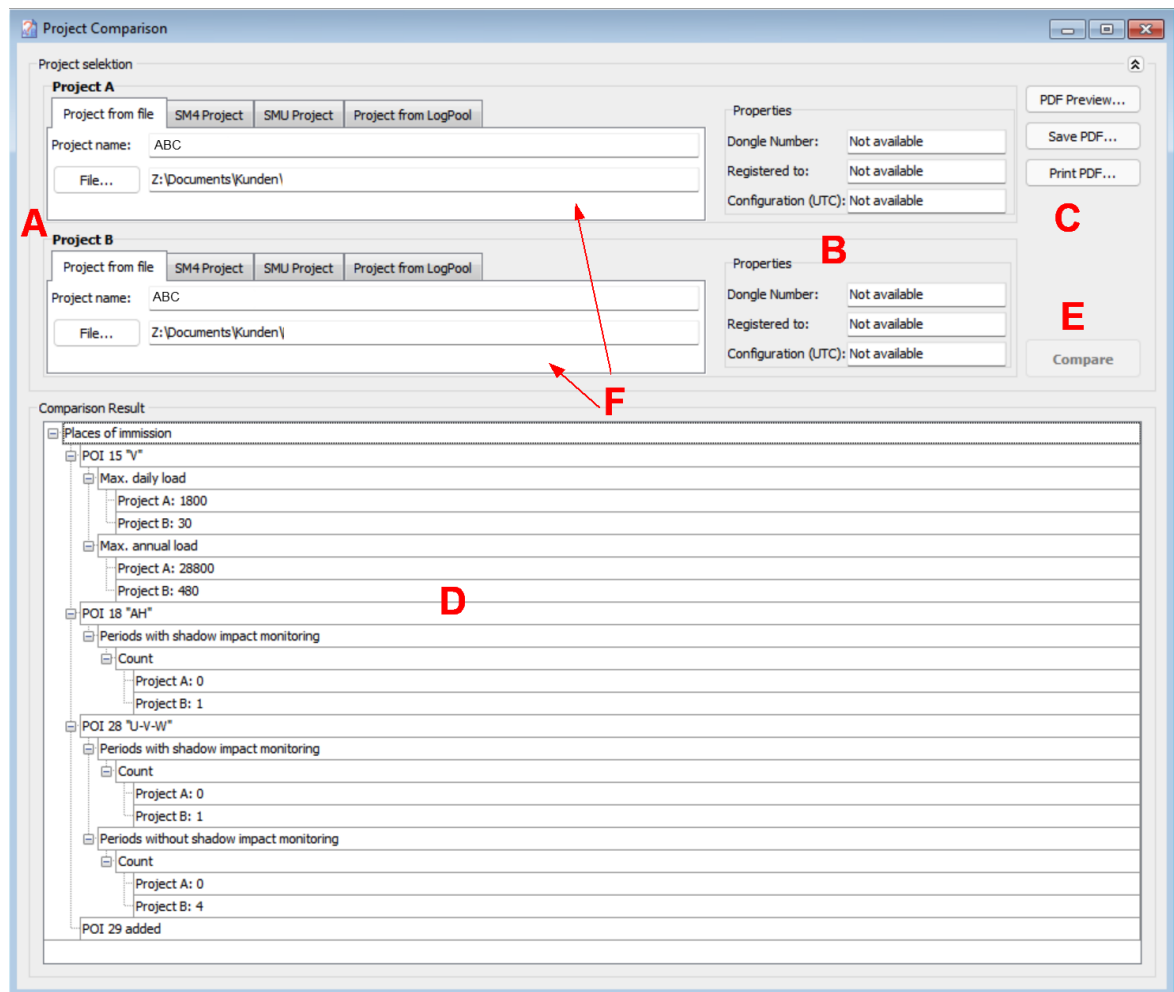 Project Comparison
Project selektion
Project A
Project from file SM4 Project SMU Project Project from LogPool
Project name: ABC
File... Z:\Documents\Kunden\
Properties
Dongle Number: Not available
Registered to: Not available
Configuration (UTC): Not available
PDF Preview...
Save PDF...
Print PDF...
A
C
Project B
Project from file SM4 Project SMU Project Project from LogPool
Project name: ABC
File... Z:\Documents\Kunden\
B
Properties
Dongle Number: Not available
Registered to: Not available
Configuration (UTC): Not available
E
Compare
F
Comparison Result
Places of immission
POI 15 "V"
Max. daily load
Project A: 1800
Project B: 30
Max. annual load
Project A: 28800
Project B: 480
D
POI 18 "AH"
Periods with shadow impact monitoring
Count
Project A: 0
Project B: 1
POI 28 "U-V-W"
Periods with shadow impact monitoring
Count
Project A: 0
Project B: 1
Periods without shadow impact monitoring
Count
Project A: 0
Project B: 4
POI 29 added